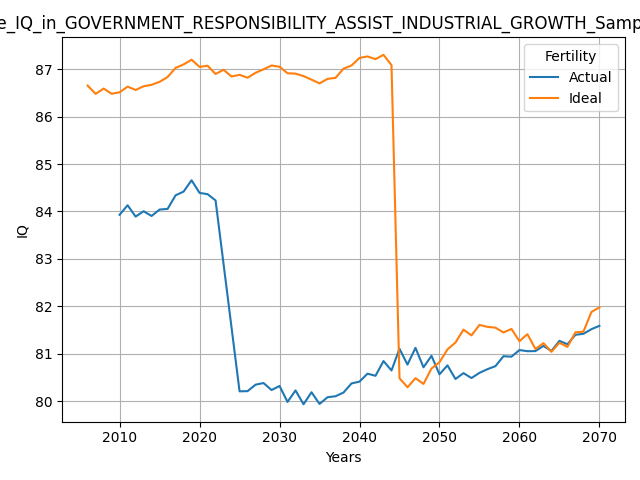 e_IQ_in_GOVERNMENT_RESPONSIBILITY_ASSIST_INDUSTRIAL_GROWTH_Samp
Fertility
Actual
Ideal
87
86
85
84
83
82
81
80
IQ
2010 2020 2030 2040 2050 2060 2070
Years